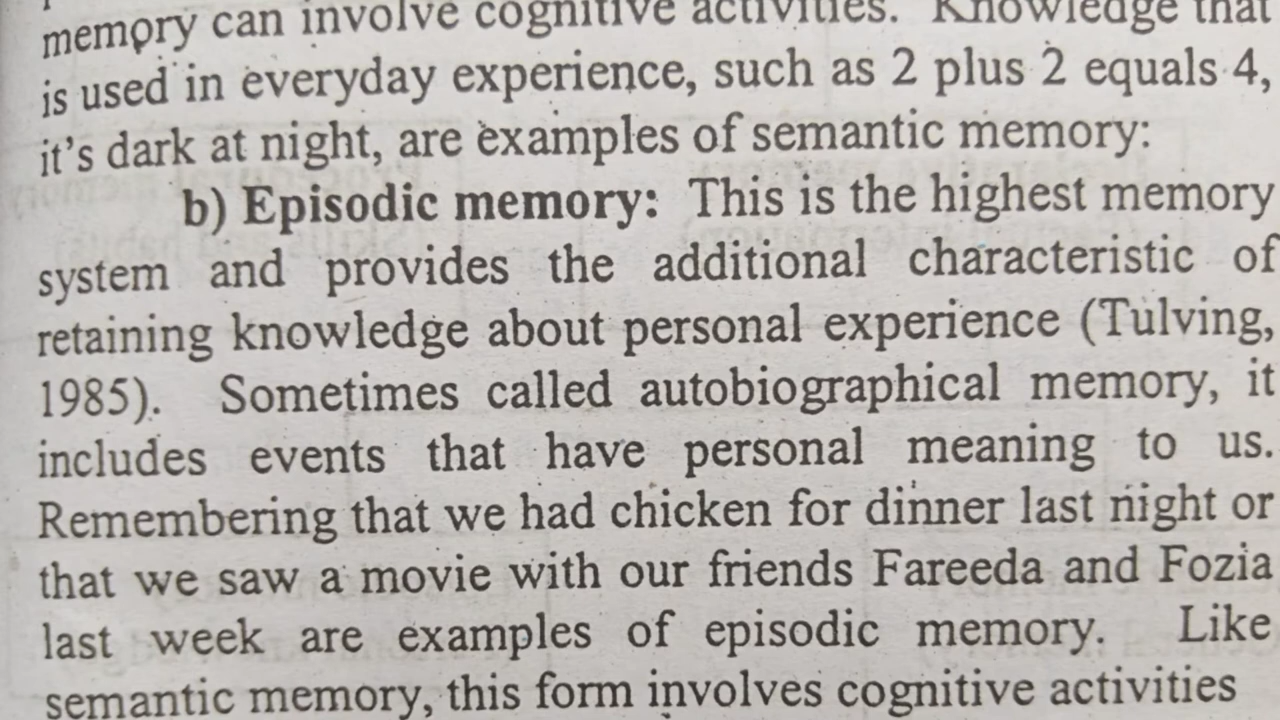 memory can involve cognitive activities. Knowledge that
is used in everyday experience, such as 2 plus 2 equals 4,
it's dark at night, are examples of semantic memory:
b) Episodic memory: This is the highest memory
system and provides the additional characteristic of
retaining knowledge about personal experience (Tulving,
1985). Sometimes called autobiographical memory, it
includes events that have personal meaning to us.
Remembering that we had chicken for dinner last night or
that we saw a movie with our friends Fareeda and Fozia
last week are examples of episodic memory. Like
semantic memory, this form involves cognitive activities